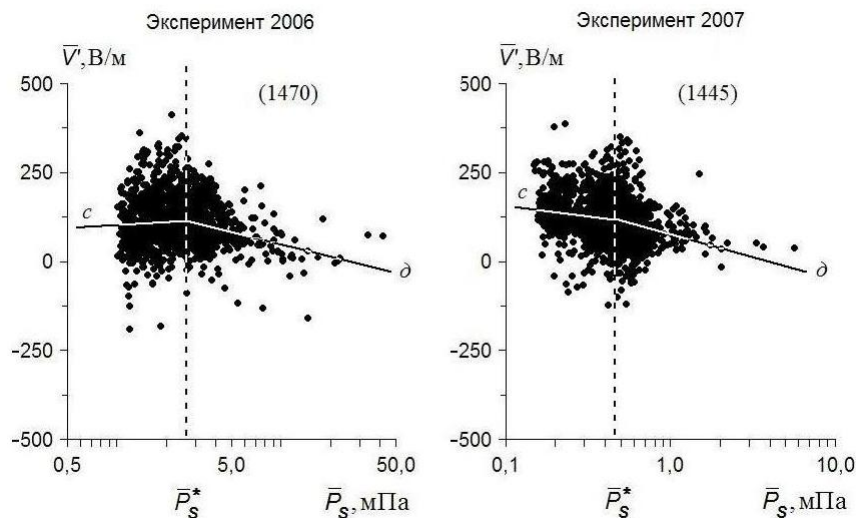 Эксперимент 2006
V̅', В/м
(1470)
500
250
0
−250
−500
c
д
0,5
5,0
50,0
P̅s*
P̅s, мПа
Эксперимент 2007
V̅', В/м
(1445)
500
250
0
−250
−500
c
д
0,1
1,0
10,0
P̅s*
P̅s, мПа